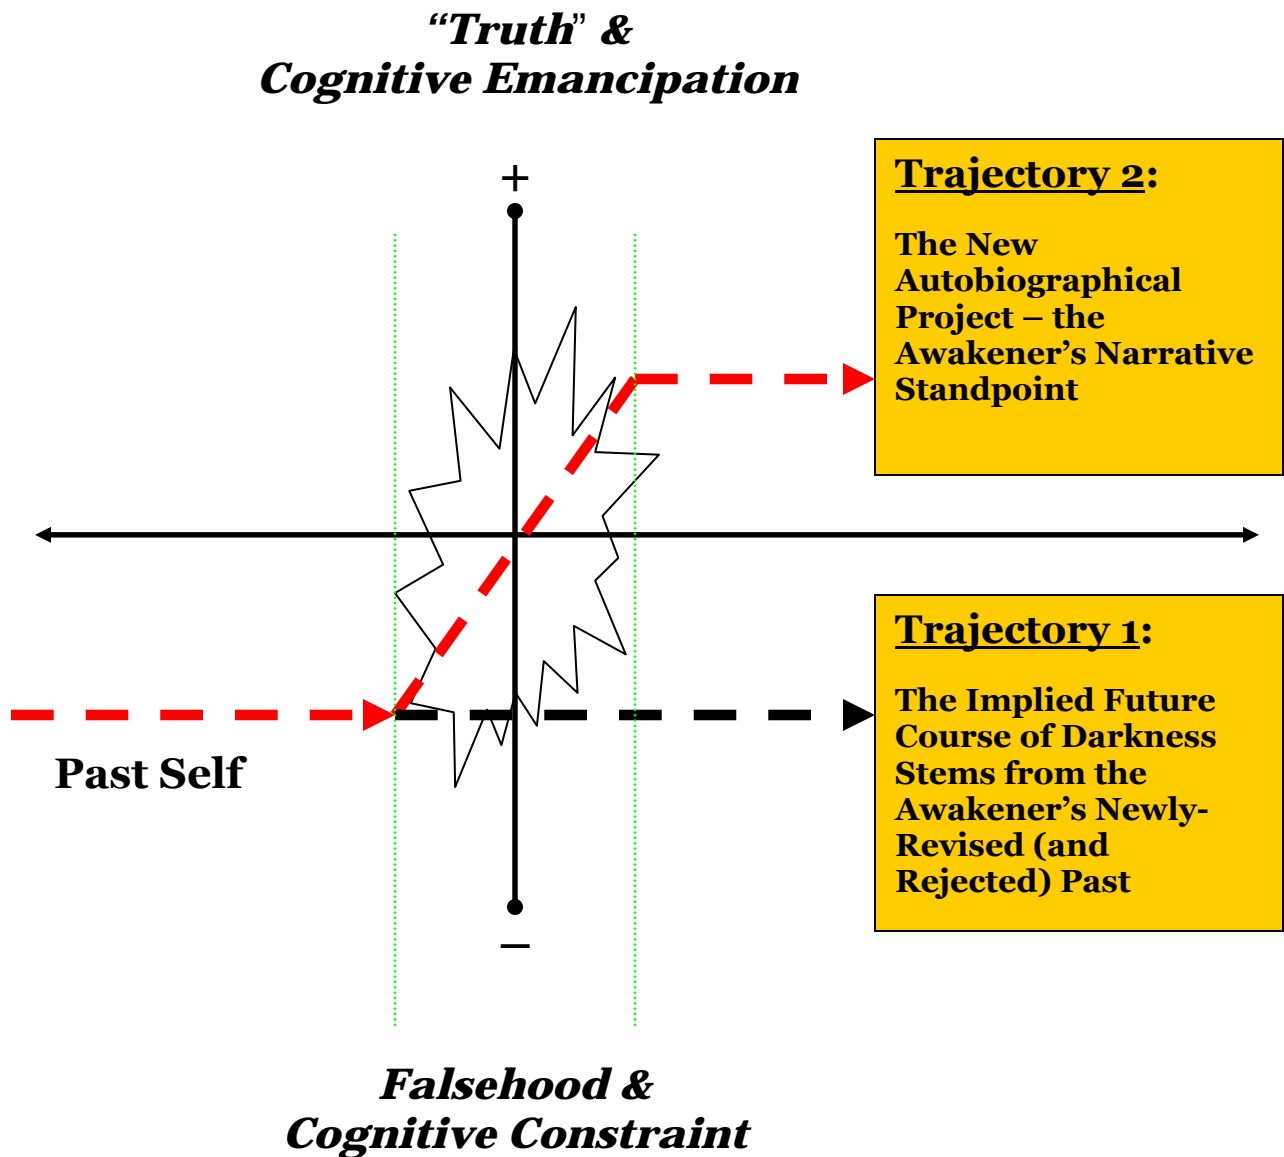 “Truth” &
Cognitive Emancipation
+
Trajectory 2:
The New
Autobiographical
Project – the
Awakener’s Narrative
Standpoint
Past Self
Trajectory 1:
The Implied Future
Course of Darkness
Stems from the
Awakener’s Newly-
Revised (and
Rejected) Past
–
Falsehood &
Cognitive Constraint